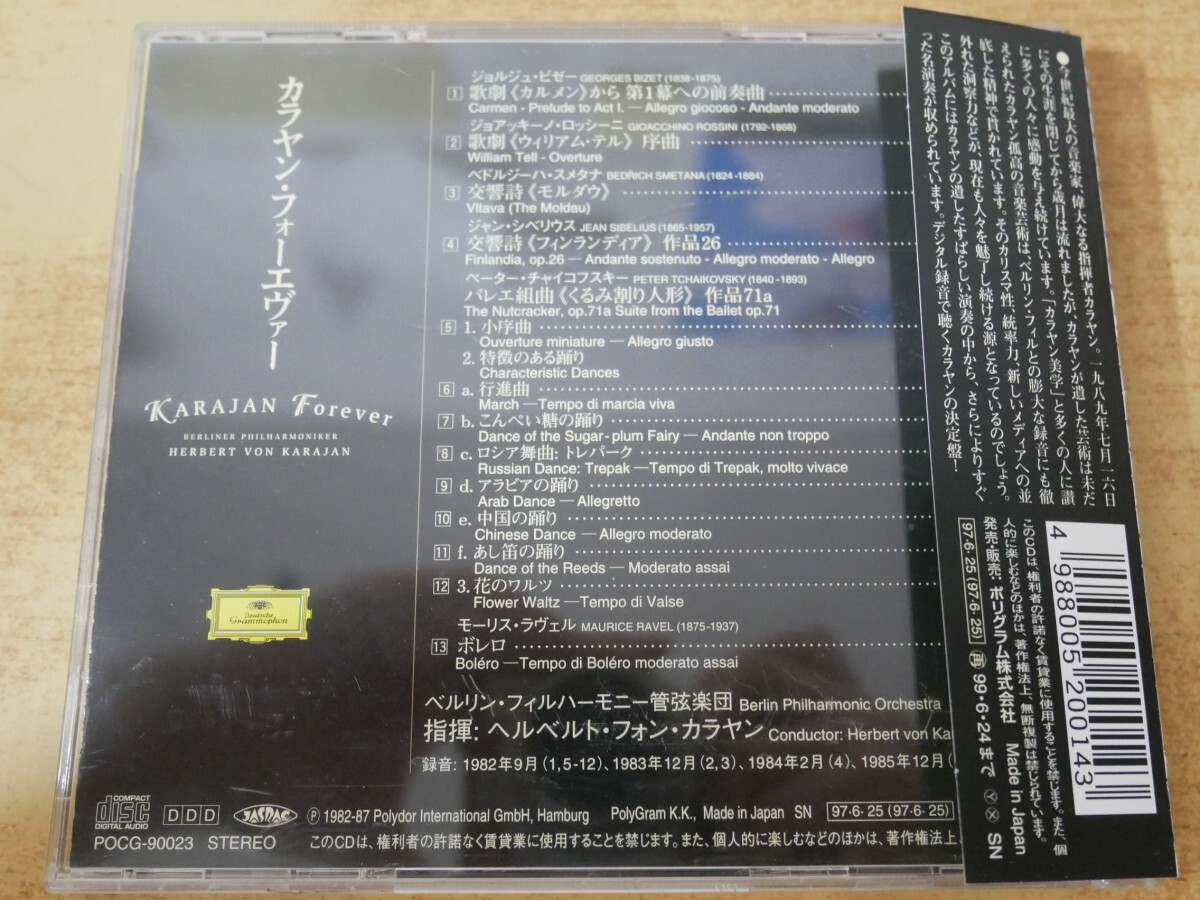 カラヤン・フォーエヴァー
KARAJAN Forever
BERLINER PHILHARMONIKER
HERBERT VON KARAJAN
Deutsche
Grammophon
ジョルジュ・ビゼー GEORGES BIZET (1838-1875)
1 歌劇《カルメン》から 第1幕への前奏曲
Carmen - Prelude to Act I. — Allegro giocoso - Andante moderato
ジョアッキーノ・ロッシーニ GIOACCHINO ROSSINI (1792-1868)
2 歌劇《ウィリアム・テル》 序曲
William Tell - Overture
ベドルジーハ・スメタナ BEDŘICH SMETANA (1824-1884)
3 交響詩《モルダウ》
Vltava (The Moldau)
ジャン・シベリウス JEAN SIBELIUS (1865-1957)
4 交響詩《フィンランディア》 作品26
Finlandia, op.26 — Andante sostenuto - Allegro moderato - Allegro
ペーター・チャイコフスキー PETER TCHAIKOVSKY (1840-1893)
バレエ組曲《くるみ割り人形》 作品71a
The Nutcracker, op.71a Suite from the Ballet op.71
5 1. 小序曲
Ouverture miniature — Allegro giusto
2. 特徴のある踊り
Characteristic Dances
6 a. 行進曲
March — Tempo di marcia viva
7 b. こんぺい糖の踊り
Dance of the Sugar-plum Fairy — Andante non troppo
8 c. ロシア舞曲: トレパーク
Russian Dance: Trepak — Tempo di Trepak, molto vivace
9 d. アラビアの踊り
Arab Dance — Allegretto
10 e. 中国の踊り
Chinese Dance — Allegro moderato
11 f. あし笛の踊り
Dance of the Reeds — Moderato assai
12 3. 花のワルツ
Flower Waltz — Tempo di Valse
モーリス・ラヴェル MAURICE RAVEL (1875-1937)
13 ボレロ
Boléro — Tempo di Boléro moderato assai
ベルリン・フィルハーモニー管弦楽団 Berlin Philharmonic Orchestra
指揮: ヘルベルト・フォン・カラヤン Conductor: Herbert von Ka
録音: 1982年9月 (1,5-12)、1983年12月 (2,3)、1984年2月 (4)、1985年12月 (
COMPACT
disc
DIGITAL AUDIO
DDD
JASRAC
Ⓟ 1982-87 Polydor International GmbH, Hamburg PolyGram K.K., Made in Japan SN 97·6·25 (97·6·25)
POCG-90023 STEREO このCDは、権利者の許諾なく賃貸業に使用することを禁じます。また、個人的に楽しむなどのほかは、著作権法上、
●今世紀最大の音楽家、偉大なる指揮者カラヤン。一九八九年七月一六日
にその生涯を閉じてから歳月は流れましたが、カラヤンが遺した芸術は未だ
に多くの人々に感動を与え続けています。「カラヤン美学」と多くの人に讃
えられたカラヤン孤高の音楽芸術は、ベルリン・フィルとの膨大な録音にも徹
底した精神で貫かれています。そのカリスマ性、統率力、新しいメディアへの並
外れた洞察力などが、現在も人々を魅了し続ける源となっているのでしょう。
このアルバムにはカラヤンの遺したすばらしい演奏の中から、さらによりすぐ
った名演奏が収められています。デジタル録音で聴くカラヤンの決定盤！
4 988005 200143
このCDは、権利者の許諾なく賃貸業に使用することを禁じます。また、個
人的に楽しむなどのほかは、著作権法上、無断複製は禁じられています。
発売・販売: ポリグラム株式会社 Made in Japan
97·6·25 (97·6·25) 再 99·6·24まで SN